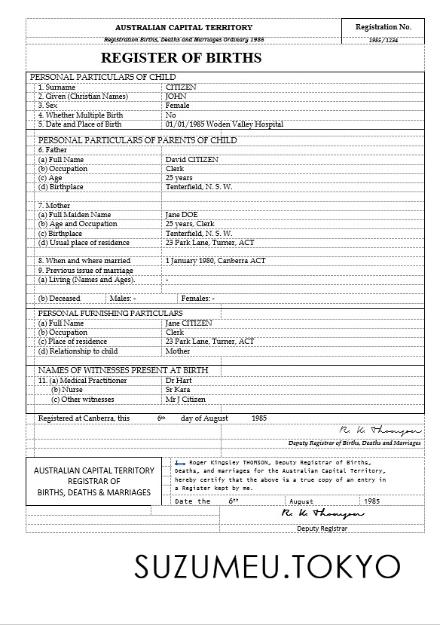 AUSTRALIAN CAPITAL TERRITORY
Registration No.
Registration Births, Deaths and Marriages Ordinary 1986
1985/1234
REGISTER OF BIRTHS
PERSONAL PARTICULARS OF CHILD
1. Surname CITIZEN
2. Given (Christian Names) JOHN
3. Sex Female
4. Whether Multiple Birth No
5. Date and Place of Birth 01/01/1985 Woden Valley Hospital
PERSONAL PARTICULARS OF PARENTS OF CHILD
6. Father
(a) Full Name David CITIZEN
(b) Occupation Clerk
(c) Age 25 years
(d) Birthplace Tenterfield, N. S. W.
7. Mother
(a) Full Maiden Name Jane DOE
(b) Age and Occupation 25 years, Clerk
(c) Birthplace Tenterfield, N. S. W.
(d) Usual place of residence 23 Park Lane, Turner, ACT
8. When and where married 1 January 1980, Canberra ACT
9. Previous issue of marriage
(a) Living (Names and Ages). -
(b) Deceased Males: - Females: -
PERSONAL FURNISHING PARTICULARS
(a) Full Name Jane CITIZEN
(b) Occupation Clerk
(c) Place of residence 23 Park Lane, Turner, ACT
(d) Relationship to child Mother
NAMES OF WITNESSES PRESENT AT BIRTH
11. (a) Medical Practitioner Dr Hart
(b) Nurse Sr Kara
(c) Other witnesses Mr J Citizen
Registered at Canberra, this 6th day of August 1985
R. K. Thomson
Deputy Registrar of Births, Deaths and Marriages
AUSTRALIAN CAPITAL TERRITORY
REGISTRAR OF
BIRTHS, DEATHS & MARRIAGES
I, Roger Kingsley THOMSON, Deputy Registrar of Births,
Deaths, and marriages for the Australian Capital Territory,
hereby certify that the above is a true copy of an entry in
a Register kept by me.
Date the 6th August 1985
R. K. Thomson
Deputy Registrar
SUZUMEU.TOKYO